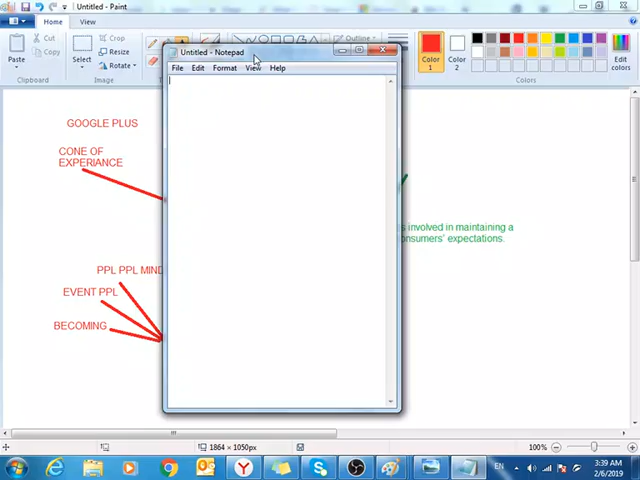 Untitled - Paint
Home
View
Paste
Cut
Copy
Clipboard
Select
Crop
Resize
Rotate
Image
Color 1
Color 2
Edit colors
Colors
Untitled - Notepad
File Edit Format View Help
GOOGLE PLUS
CONE OF
EXPERIANCE
s involved in maintaining a
onsumers' expectations.
PPL PPL MIND
EVENT PPL
BECOMING
1864 × 1050px
100%
EN
3:39 AM
2/6/2019